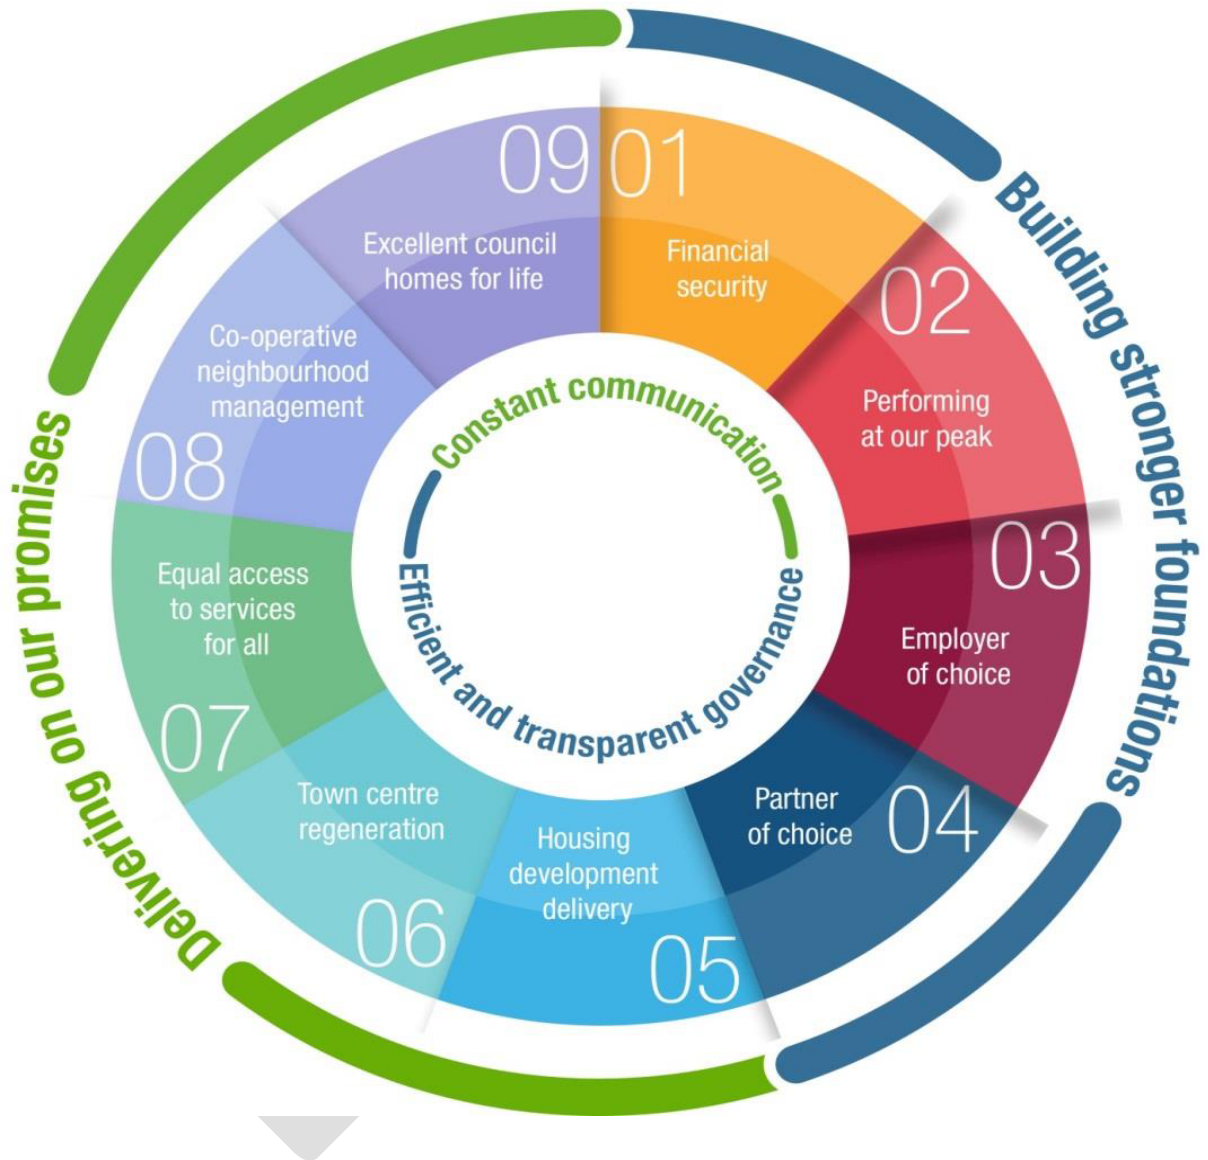 01
Financial
security
02
Performing
at our peak
03
Employer
of choice
04
Partner
of choice
05
Housing
development
delivery
06
Town centre
regeneration
07
Equal access
to services
for all
08
Co-operative
neighbourhood
management
09
Excellent council
homes for life
Building stronger foundations
Delivering on our promises
Constant communication
Efficient and transparent governance